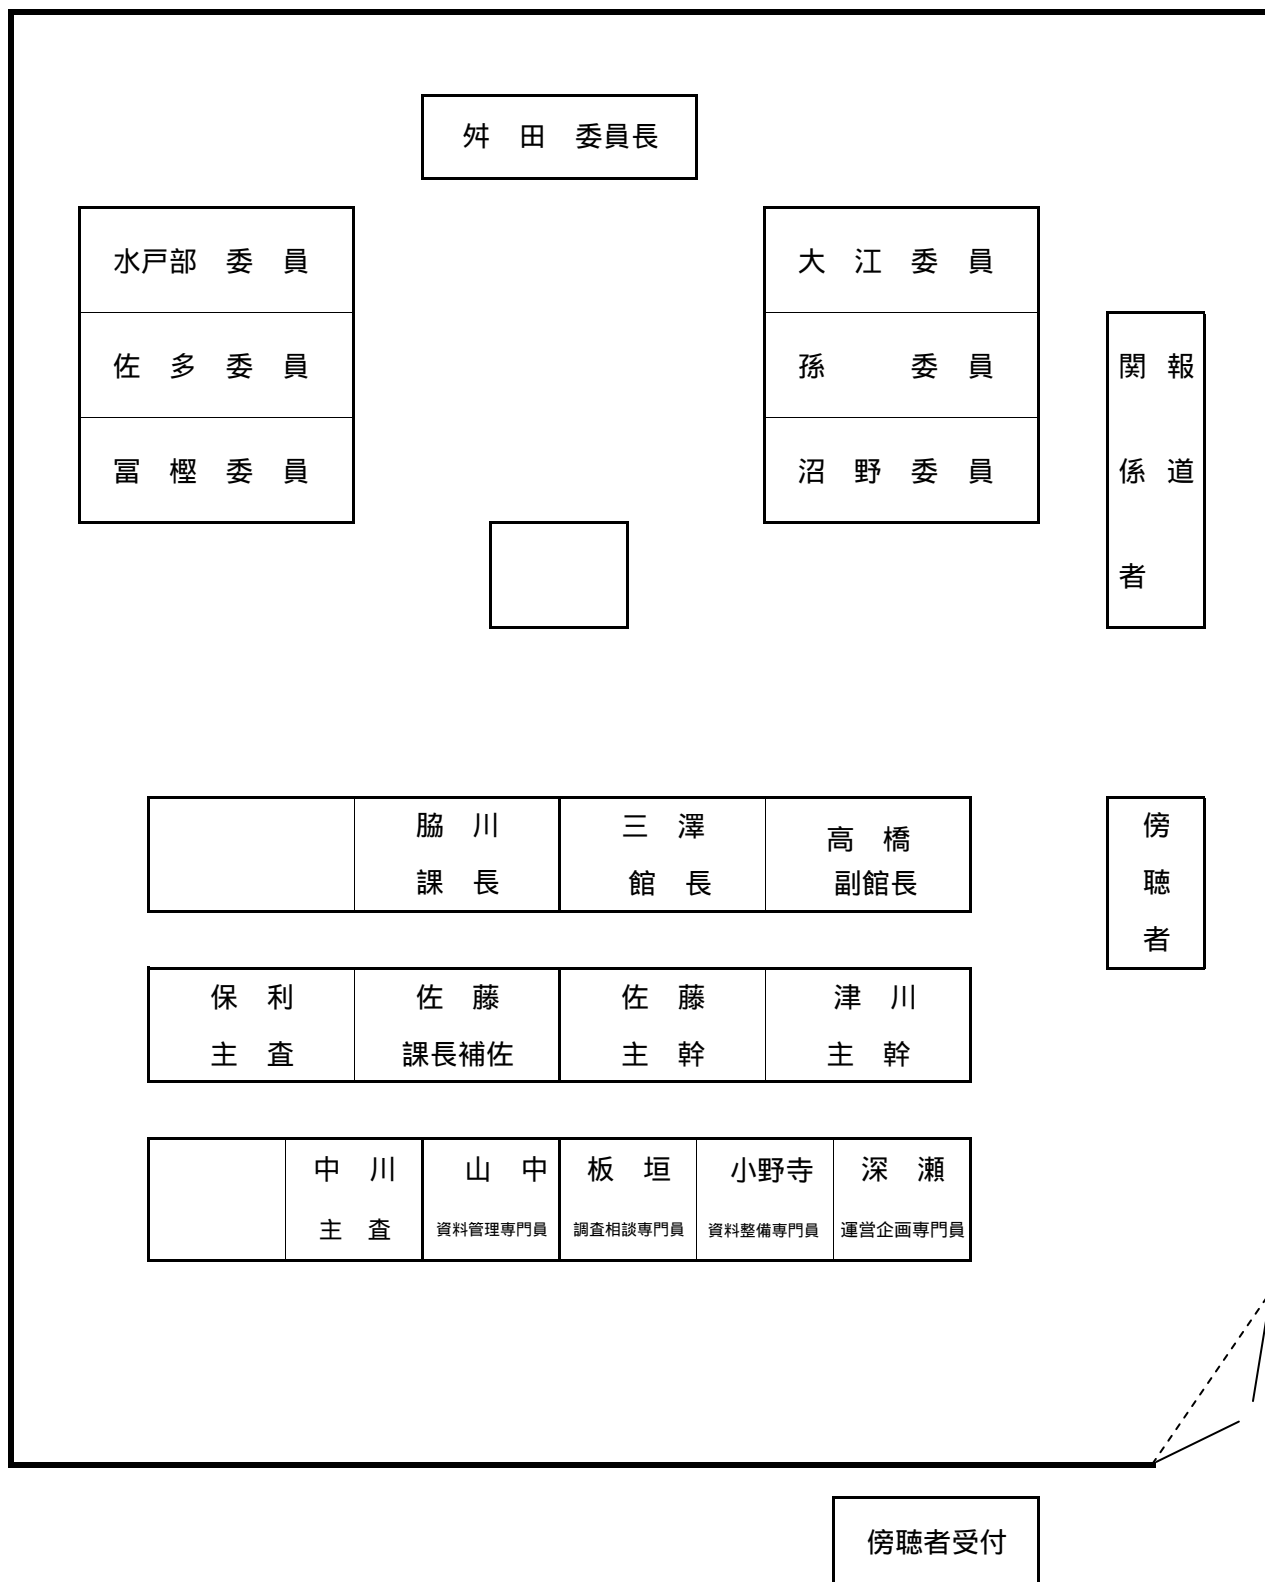 舛　田　委員長
水戸部　委　員
佐　多　委　員
冨　樫　委　員
大　江　委　員
孫　　　委　員
沼　野　委　員
報道
関係者
脇　川
課　長
三　澤
館　長
高　橋
副館長
傍聴者
保　利
主　査
佐　藤
課長補佐
佐　藤
主　幹
津　川
主　幹
中　川
主　査
山　中
資料管理専門員
板　垣
調査相談専門員
小野寺
資料整備専門員
深　瀬
運営企画専門員
傍聴者受付